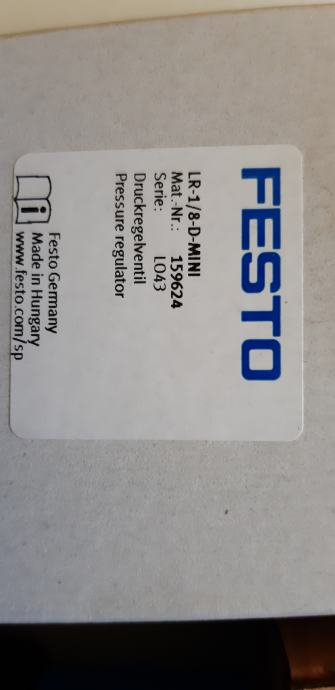 FESTO
LR-1/8-D-MINI
Mat.-Nr.: 159624
Serie: L043
Druckregelventil
Pressure regulator
Festo Germany
Made in Hungary
www.festo.com/sp